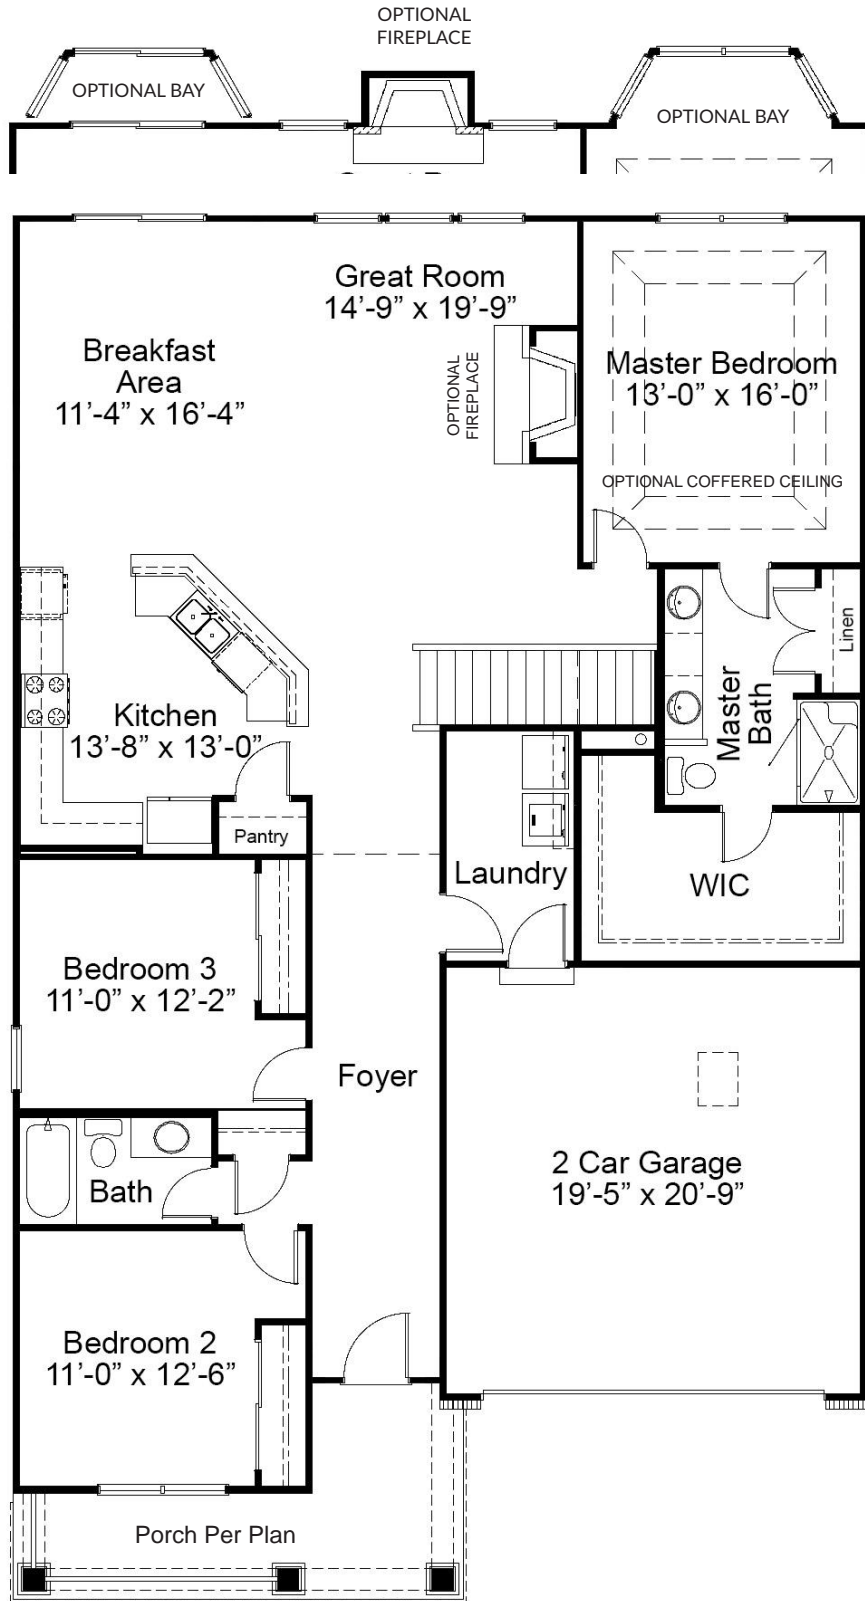 OPTIONAL
FIREPLACE
OPTIONAL BAY
OPTIONAL BAY
Great Room
14’-9” x 19’-9”
Breakfast
Area
11’-4” x 16’-4”
OPTIONAL
FIREPLACE
Master Bedroom
13’-0” x 16’-0”
OPTIONAL COFFERED CEILING
Linen
Master
Bath
Kitchen
13’-8” x 13’-0”
Pantry
Laundry
WIC
Bedroom 3
11’-0” x 12’-2”
Foyer
2 Car Garage
19’-5” x 20’-9”
Bath
Bedroom 2
11’-0” x 12’-6”
Porch Per Plan